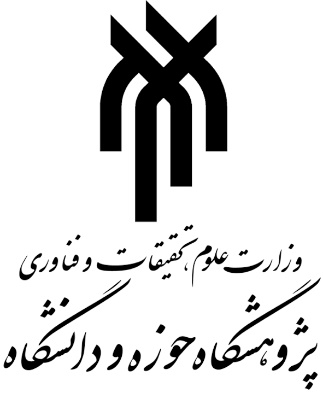 وزارت علوم، تحقیقات و فناوری
پژوهشگاه حوزه و دانشگاه